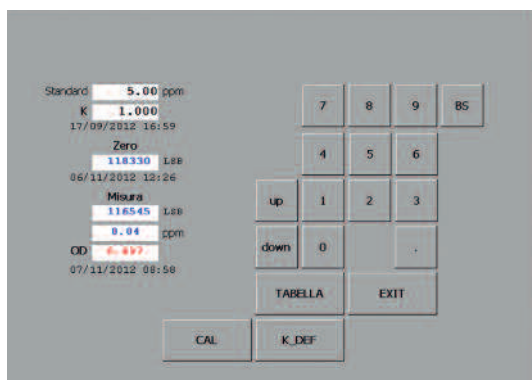 Standard 5.00 ppm
K 1.000
17/09/2012 16:59
Zero
118330 LSB
06/11/2012 12:26
Misura
116545 LSB
ppm
OD
07/11/2012 08:58
7 8 9 BS
4 5 6
up 1 2 3
down 0 .
TABELLA EXIT
CAL K_DEF